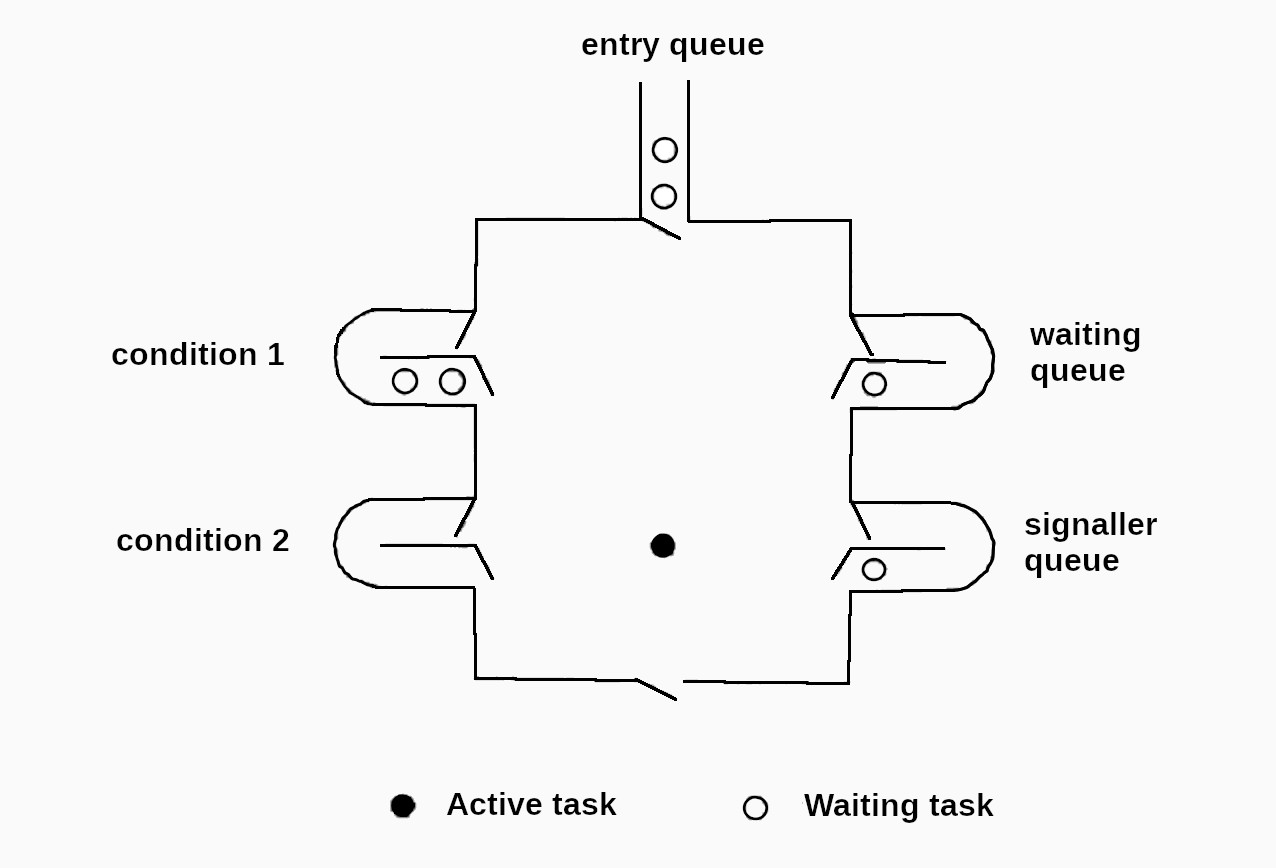 entry queue
condition 1
waiting
queue
condition 2
signaller
queue
Active task
Waiting task